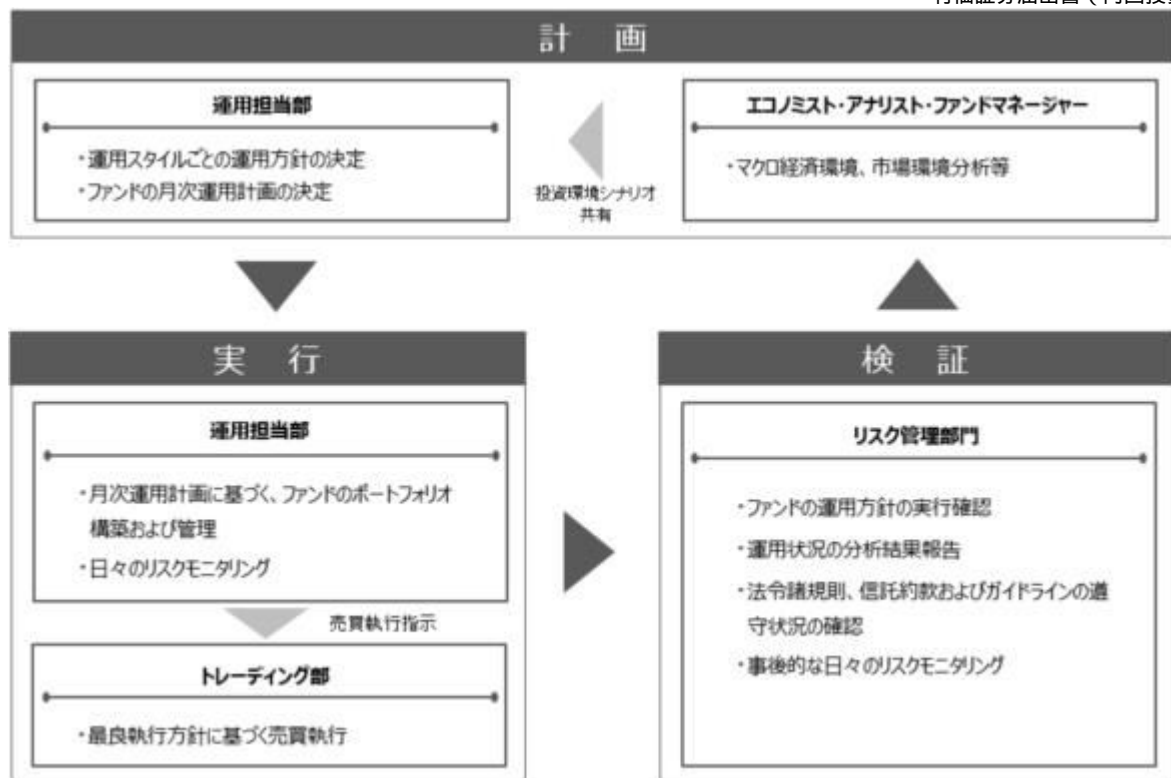 計 画
運用担当部
・運用スタイルごとの運用方針の決定
・ファンドの月次運用計画の決定
投資環境シナリオ
共有
エコノミスト・アナリスト・ファンドマネージャー
・マクロ経済環境、市場環境分析等
実 行
運用担当部
・月次運用計画に基づく、ファンドのポートフォリオ
構築および管理
・日々のリスクモニタリング
売買執行指示
トレーディング部
・最良執行方針に基づく売買執行
検 証
リスク管理部門
・ファンドの運用方針の実行確認
・運用状況の分析結果報告
・法令諸規則、信託約款およびガイドラインの遵
守状況の確認
・事後的な日々のリスクモニタリング